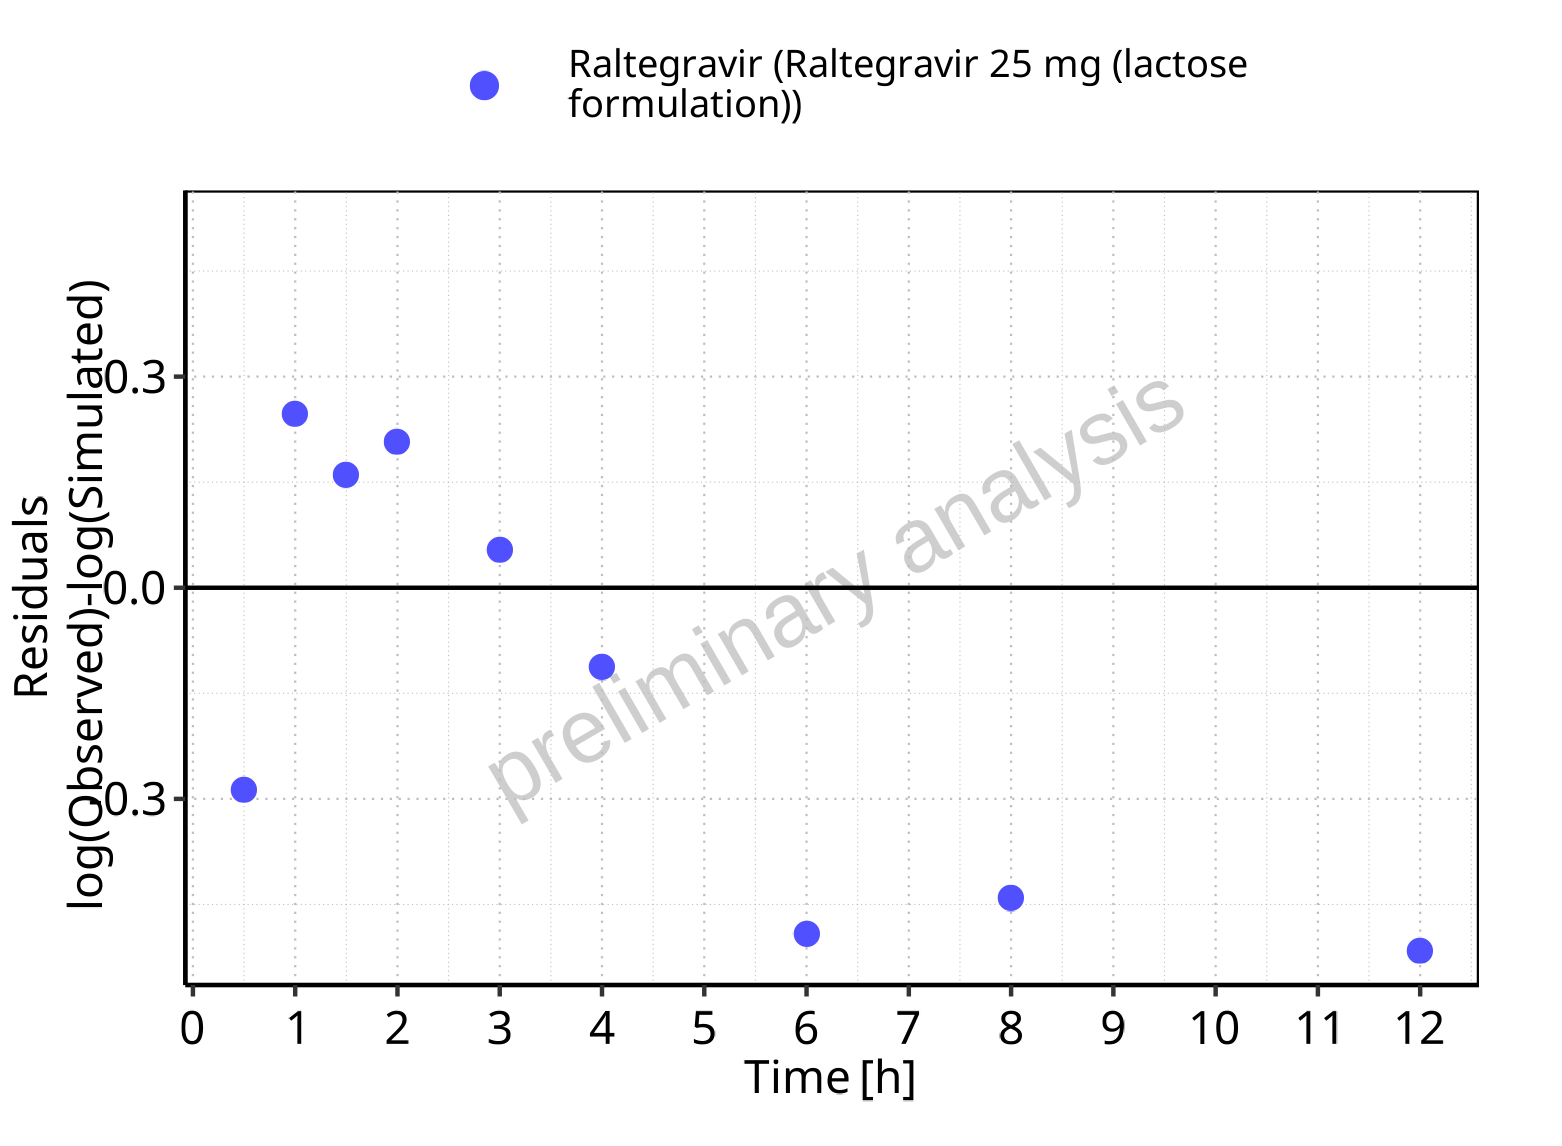 Raltegravir (Raltegravir 25 mg (lactose
formulation))
Residuals
log(Observed)-log(Simulated)
0.3
0.0
-0.3
preliminary analysis
0 1 2 3 4 5 6 7 8 9 10 11 12
Time [h]